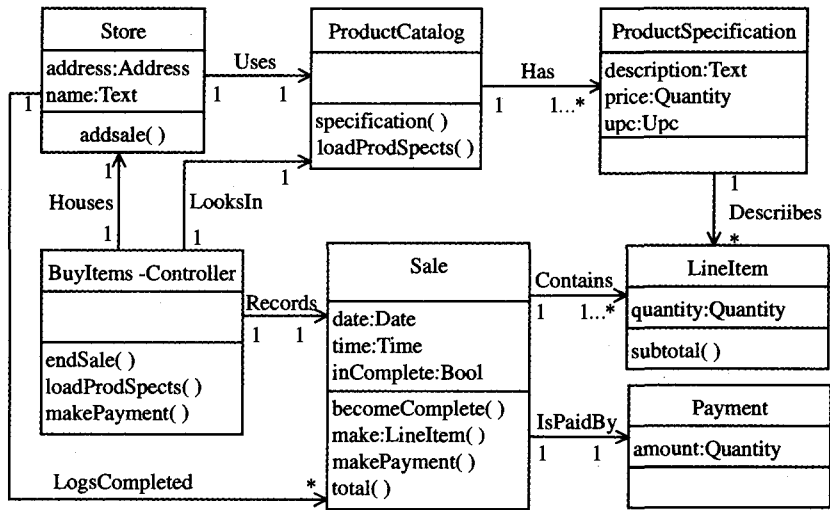 Store
address:Address
name:Text
addsale( )
Uses
1
1
ProductCatalog
specification( )
loadProdSpects( )
Has
1
1...*
ProductSpecification
description:Text
price:Quantity
upc:Upc
1
1
Houses
1
LooksIn
1
1
1
Descriibes
*
BuyItems -Controller
endSale( )
loadProdSpects( )
makePayment( )
Records
1
1
Sale
date:Date
time:Time
inComplete:Bool
becomeComplete( )
make:LineItem( )
makePayment( )
total( )
Contains
1
1...*
LineItem
quantity:Quantity
subtotal( )
IsPaidBy
1
1
Payment
amount:Quantity
LogsCompleted
*